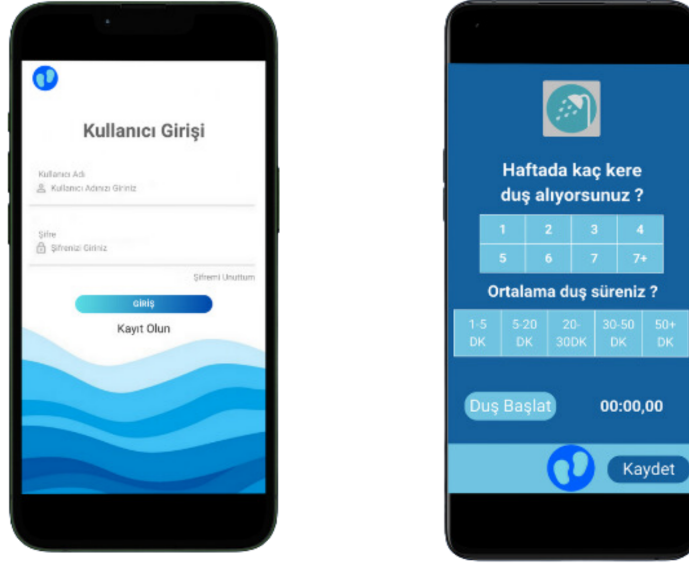 Kullanıcı Girişi
Kullanıcı Adı
Kullanıcı Adınızı Giriniz
Şifre
Şifrenizi Giriniz
Şifremi Unuttum
GİRİŞ
Kayıt Olun
Haftada kaç kere
duş alıyorsunuz ?
1 2 3 4
5 6 7 7+
Ortalama duş süreniz ?
1-5 5-20 20- 30-50 50+
DK DK 30DK DK DK
Duş Başlat 00:00,00
Kaydet